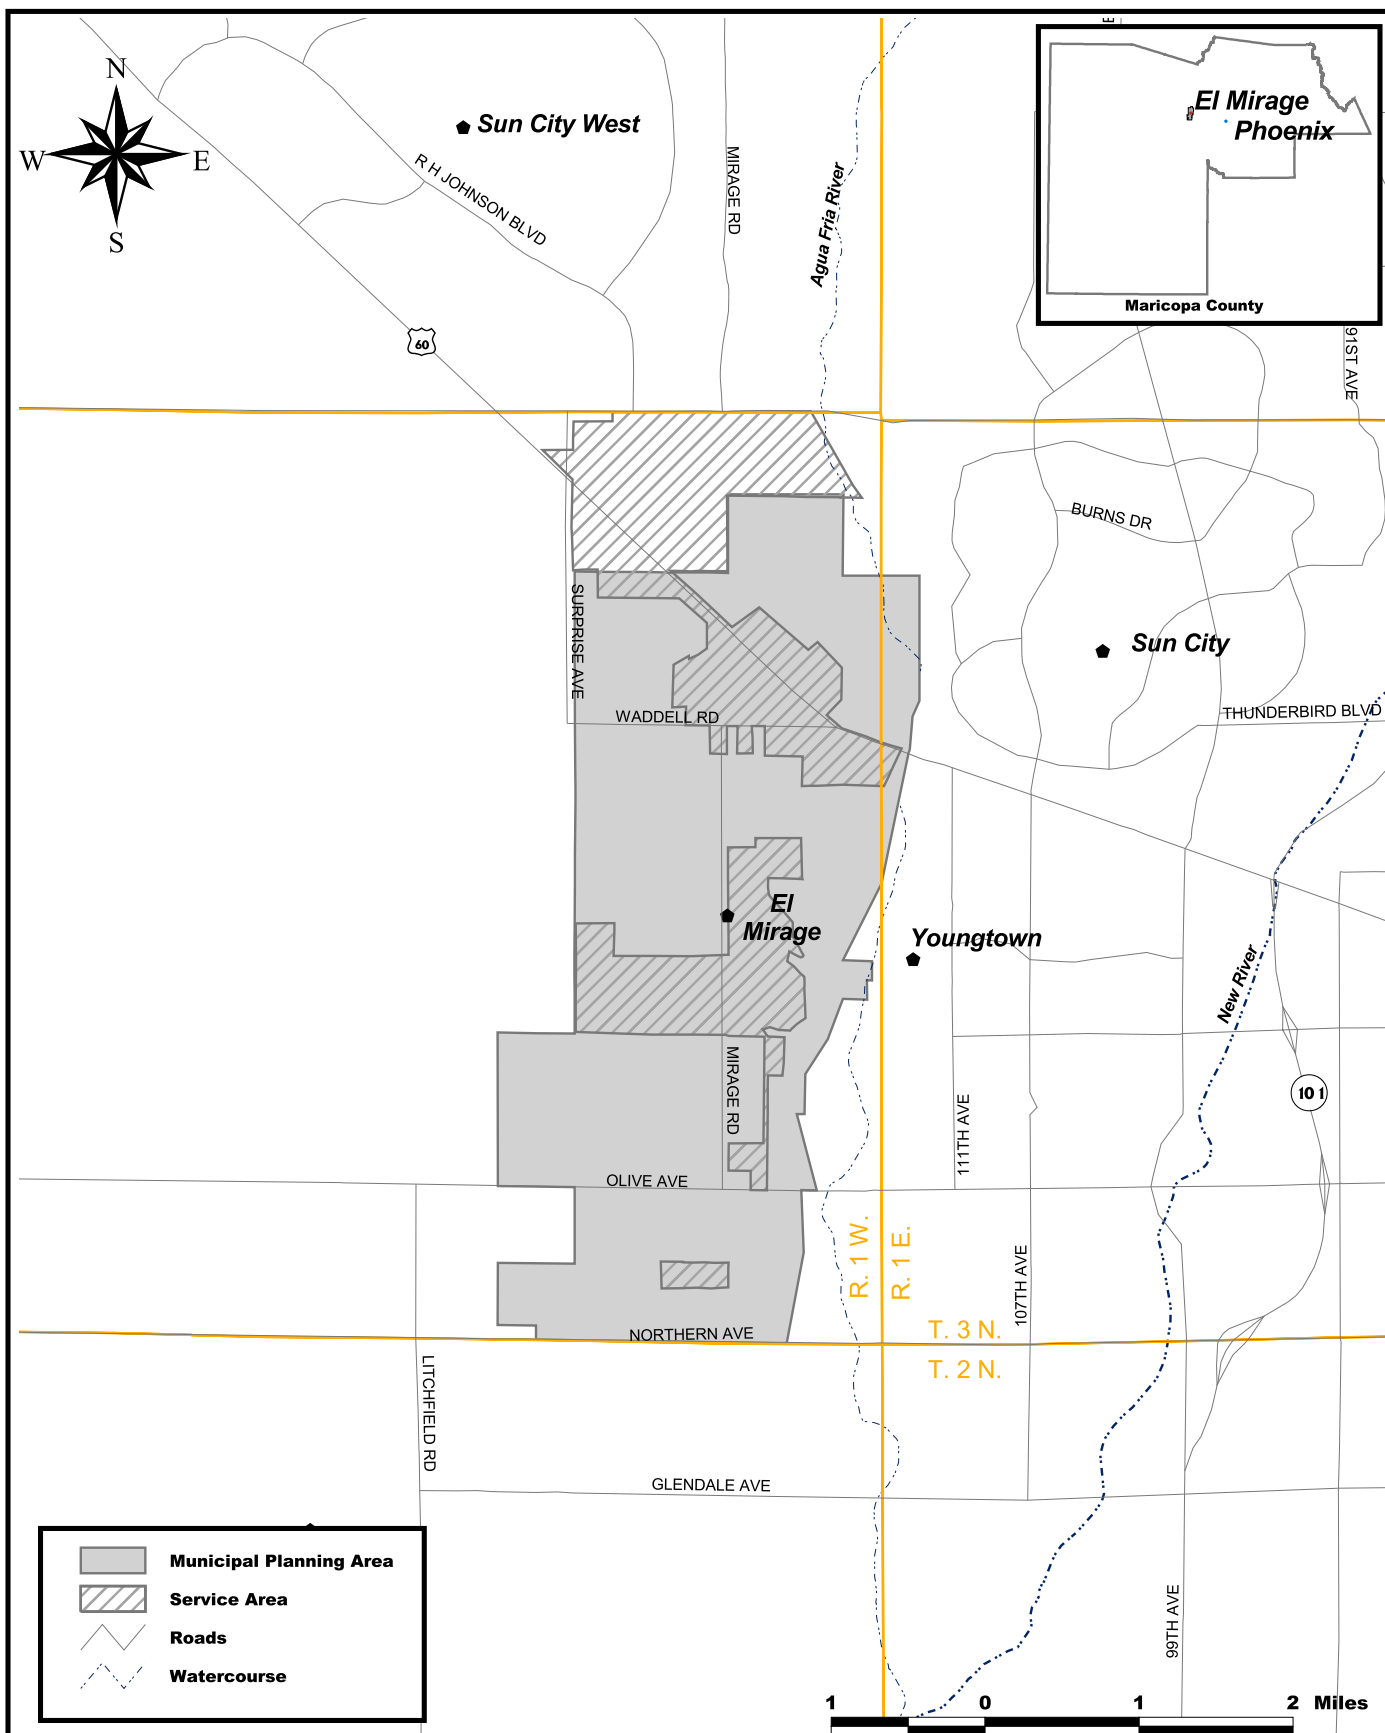 N
W
E
S
Sun City West
R H JOHNSON BLVD
MIRAGE RD
Agua Fria River
El Mirage
Phoenix
Maricopa County
60
91ST AVE
BURNS DR
SURPRISE AVE
Sun City
WADDELL RD
THUNDERBIRD BLVD
El
Mirage
Youngtown
New River
MIRAGE RD
111TH AVE
101
OLIVE AVE
R. 1 W.
R. 1 E.
107TH AVE
T. 3 N.
NORTHERN AVE
T. 2 N.
LITCHFIELD RD
GLENDALE AVE
99TH AVE
Municipal Planning Area
Service Area
Roads
Watercourse
1 0 1 2 Miles